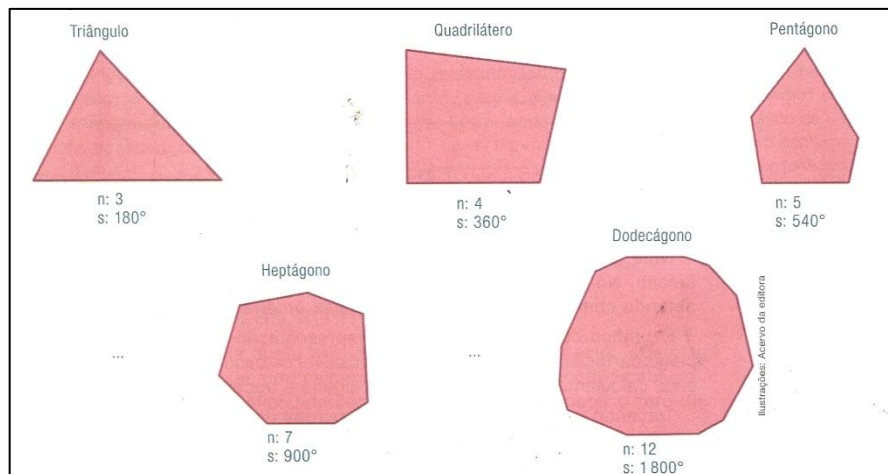 Triângulo
Quadrilátero
Pentágono
n: 3
s: 180°
n: 4
s: 360°
n: 5
s: 540°
Heptágono
Dodecágono
...
...
n: 7
s: 900°
n: 12
s: 1 800°
Ilustrações: Acervo da editora